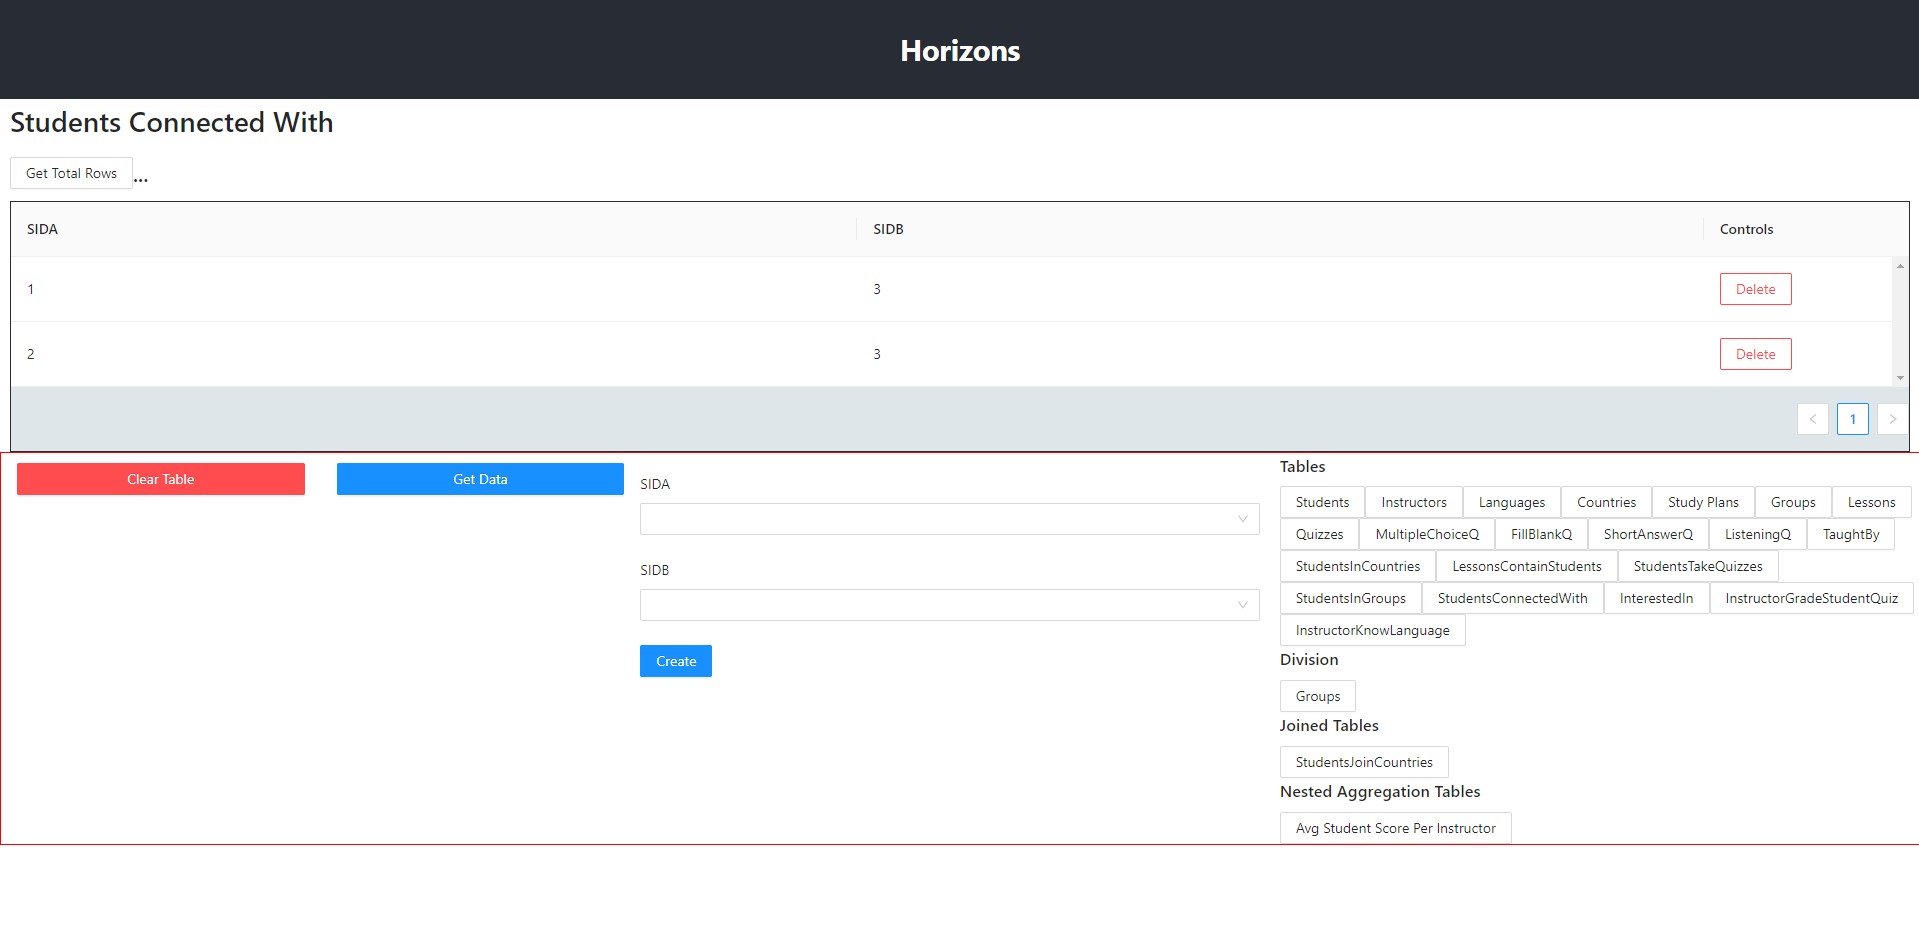 Horizons
Students Connected With
Get Total Rows ...
SIDA SIDB Controls
1 3 Delete
2 3 Delete
< 1 >
Clear Table Get Data
SIDA
SIDB
Create
Tables
Students Instructors Languages Countries Study Plans Groups Lessons
Quizzes MultipleChoiceQ FillBlankQ ShortAnswerQ ListeningQ TaughtBy
StudentsInCountries LessonsContainStudents StudentsTakeQuizzes
StudentsInGroups StudentsConnectedWith InterestedIn InstructorGradeStudentQuiz
InstructorKnowLanguage
Division
Groups
Joined Tables
StudentsJoinCountries
Nested Aggregation Tables
Avg Student Score Per Instructor